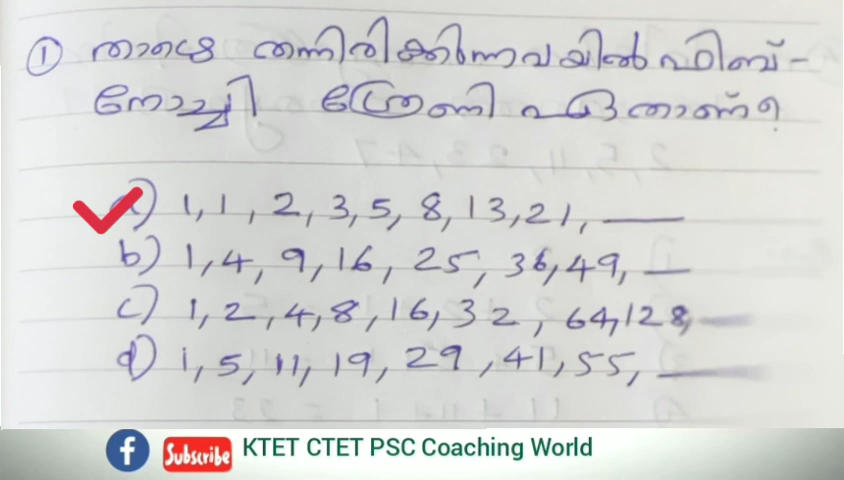 ① താഴെ തന്നിരിക്കുന്നവയിൽ ഫിബ്-
നോച്ചി ശ്രേണി ഏതാണ്?
a) 1, 1, 2, 3, 5, 8, 13, 21, ___
b) 1, 4, 9, 16, 25, 36, 49, __
c) 1, 2, 4, 8, 16, 32, 64, 128, __
d) 1, 5, 11, 19, 29, 41, 55, ___
f Subscribe KTET CTET PSC Coaching World